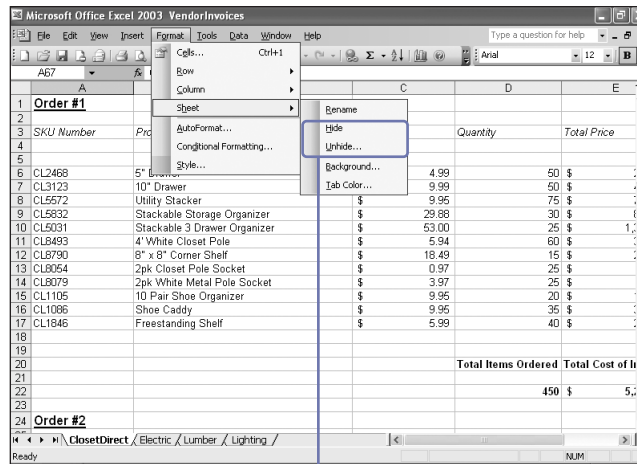 Microsoft Office Excel 2003 VendorInvoices
File Edit View Insert Format Tools Data Window Help Type a question for help
Arial 12 B
A67 fx
Cells... Ctrl+1
Row
Column
Sheet
AutoFormat...
Conditional Formatting...
Style...
Rename
Hide
Unhide...
Background...
Tab Color...
A C D E
1 Order #1
2
3 SKU Number Quantity Total Price
4
5
6 CL2468 5" 4.99 50 $
7 CL3123 10" Drawer 9.99 50 $
8 CL5572 Utility Stacker $ 9.95 75 $
9 CL5832 Stackable Storage Organizer $ 29.88 30 $
10 CL5031 Stackable 3 Drawer Organizer $ 53.00 25 $ 1,
11 CL8493 4' White Closet Pole $ 5.94 60 $
12 CL8790 8" x 8" Corner Shelf $ 18.49 15 $
13 CL8054 2pk Closet Pole Socket $ 0.97 25 $
14 CL8079 2pk White Metal Pole Socket $ 3.97 25 $
15 CL1105 10 Pair Shoe Organizer $ 9.95 20 $
16 CL1086 Shoe Caddy $ 9.95 35 $
17 CL1846 Freestanding Shelf $ 5.99 40 $
18
19
20 Total Items Ordered Total Cost of
21
22 450 $ 5,
23
24 Order #2
ClosetDirect Electric Lumber Lighting
Ready NUM